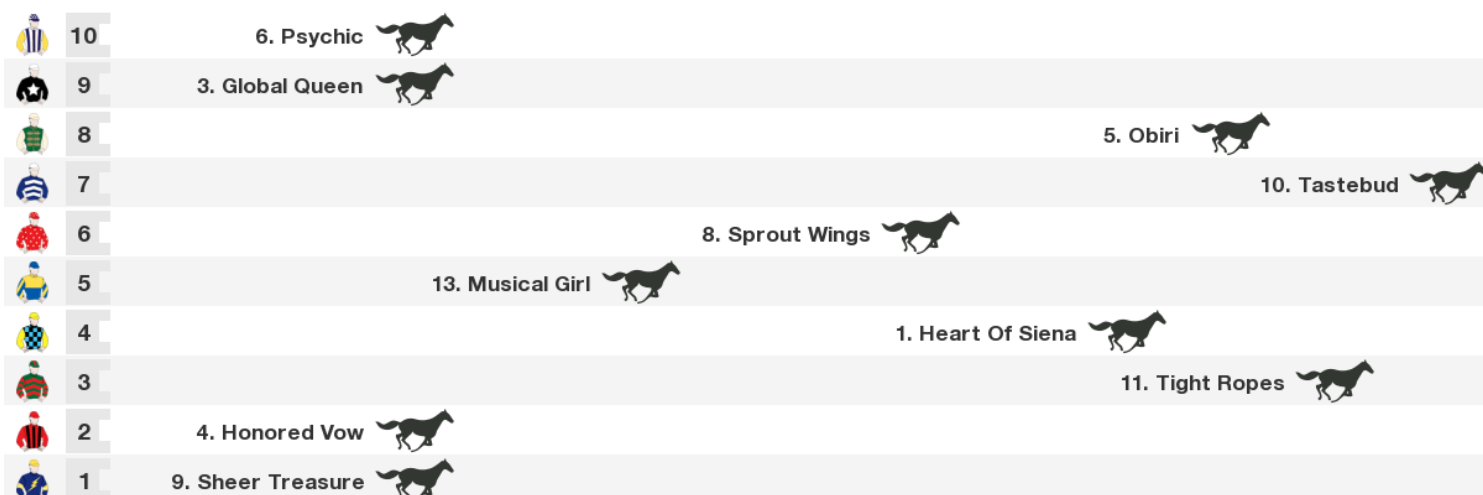 10 6. Psychic
9 3. Global Queen
8 5. Obiri
7 10. Tastebud
6 8. Sprout Wings
5 13. Musical Girl
4 1. Heart Of Siena
3 11. Tight Ropes
2 4. Honored Vow
1 9. Sheer Treasure